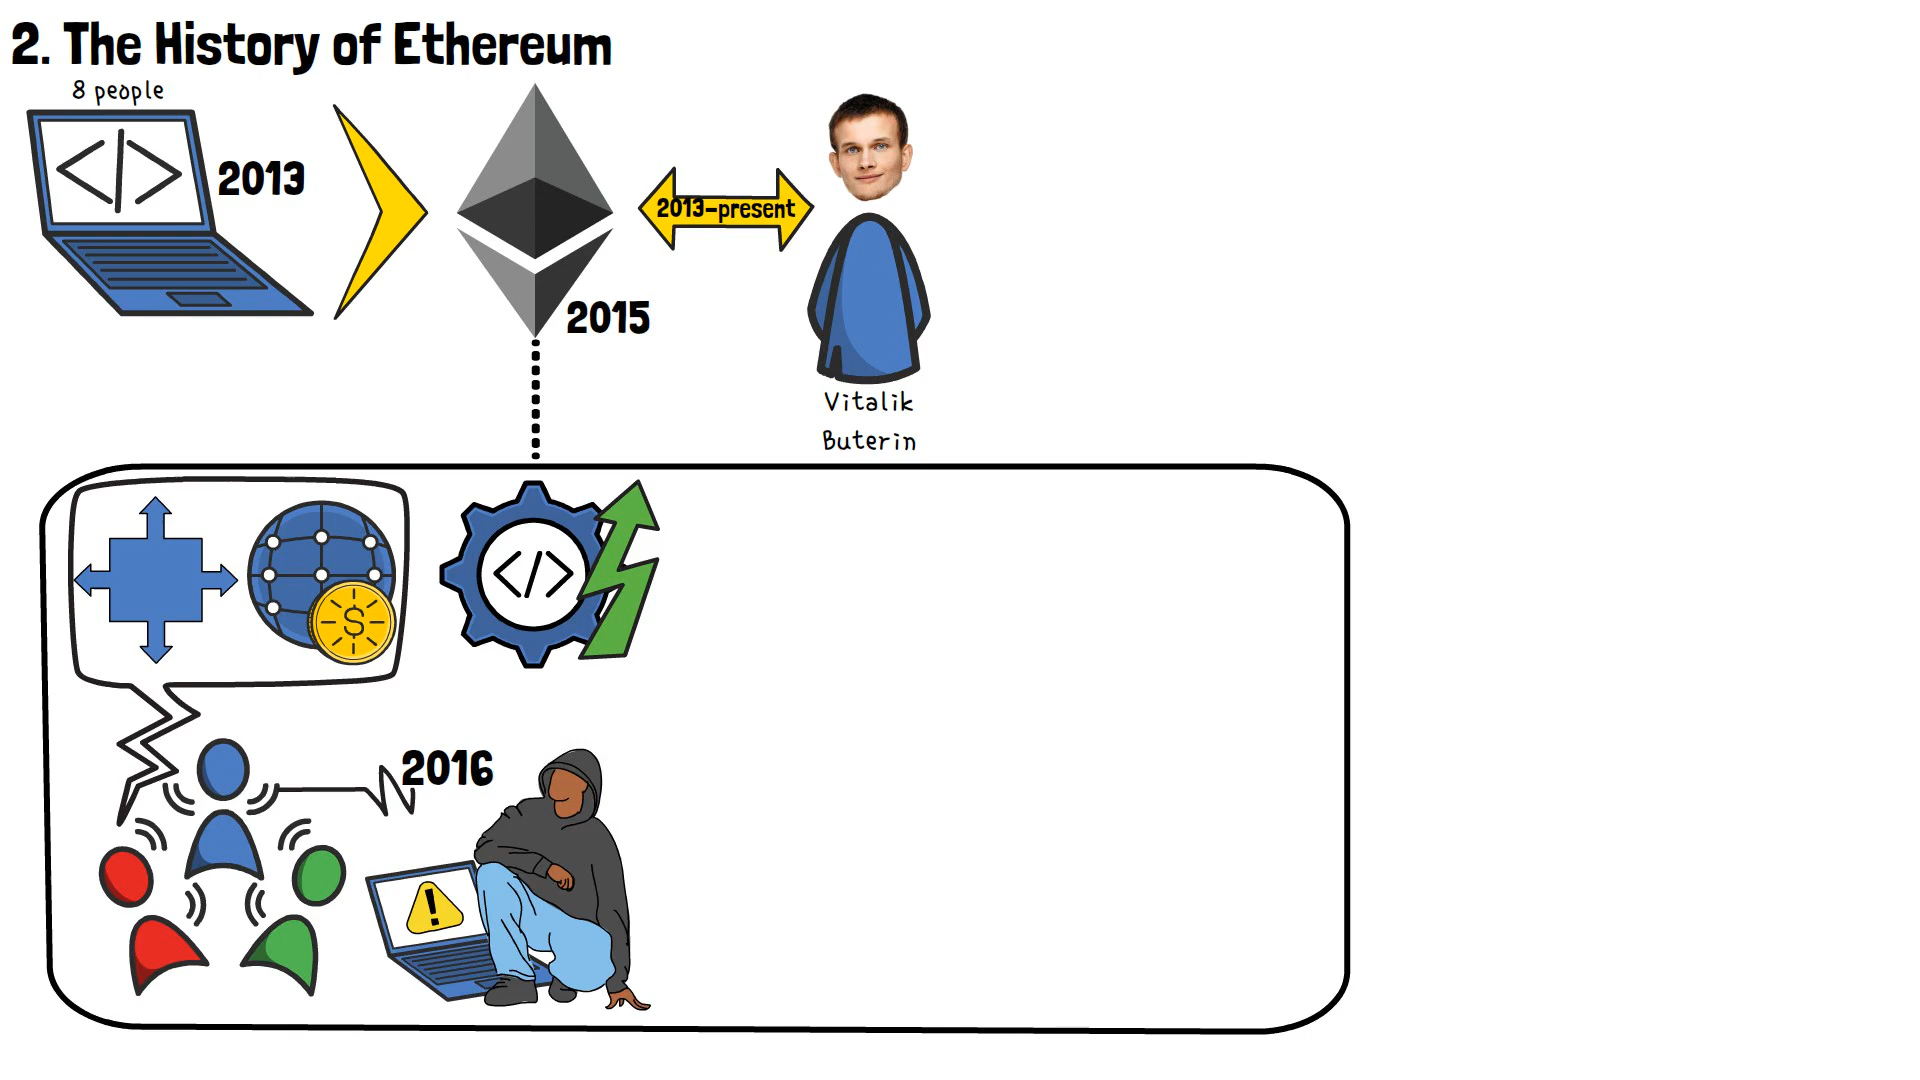 2. The History of Ethereum
8 people
</>
2013
2013-present
2015
Vitalik
Buterin
</>
$
2016
!